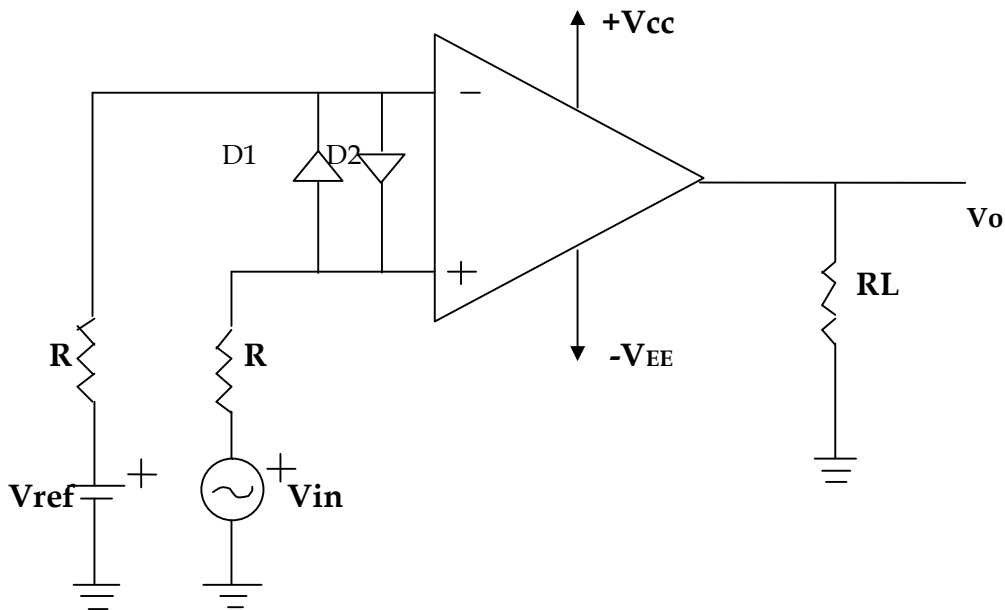 +Vcc
−
D1
D2
Vo
+
RL
R
R
-VEE
+
+
Vref
Vin